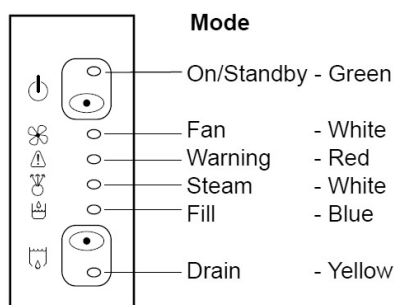 Mode
On/Standby - Green
Fan - White
Warning - Red
Steam - White
Fill - Blue
Drain - Yellow